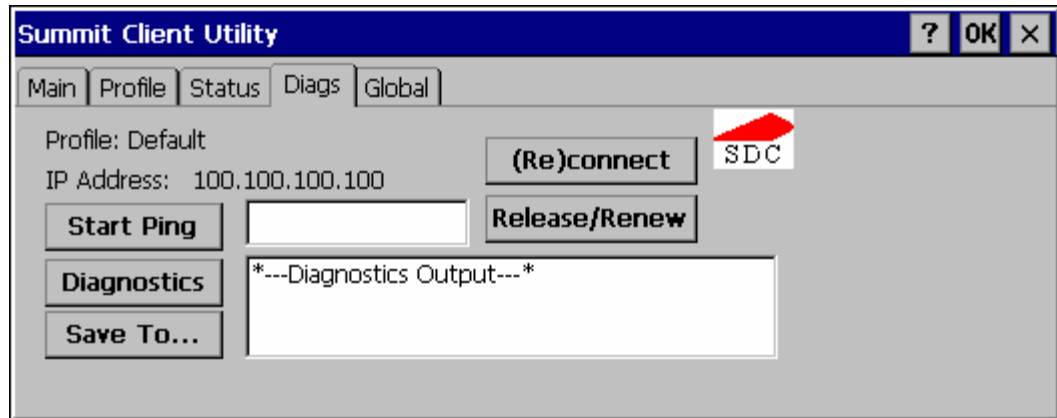 Summit Client Utility ? OK ×
Main Profile Status Diags Global
Profile: Default
(Re)connect
SDC
IP Address: 100.100.100.100
Start Ping
Release/Renew
Diagnostics
*---Diagnostics Output---*
Save To...